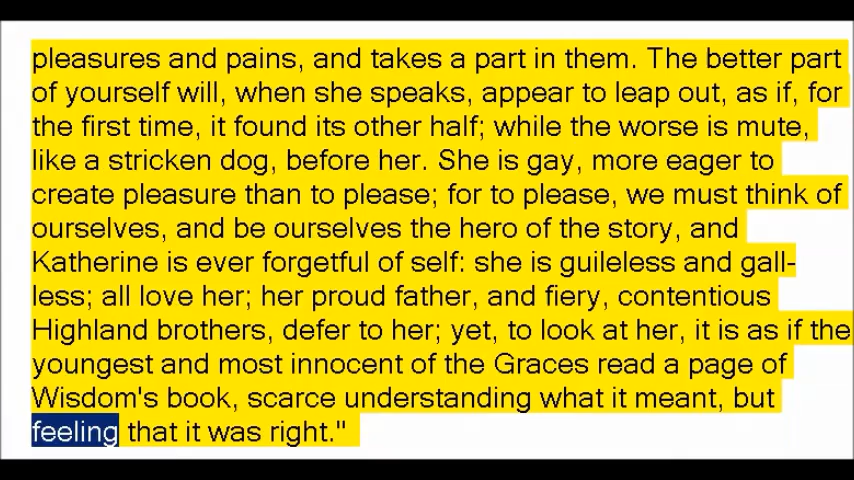 pleasures and pains, and takes a part in them. The better part
of yourself will, when she speaks, appear to leap out, as if, for
the first time, it found its other half; while the worse is mute,
like a stricken dog, before her. She is gay, more eager to
create pleasure than to please; for to please, we must think of
ourselves, and be ourselves the hero of the story, and
Katherine is ever forgetful of self: she is guileless and gall-
less; all love her; her proud father, and fiery, contentious
Highland brothers, defer to her; yet, to look at her, it is as if the
youngest and most innocent of the Graces read a page of
Wisdom's book, scarce understanding what it meant, but
feeling that it was right."